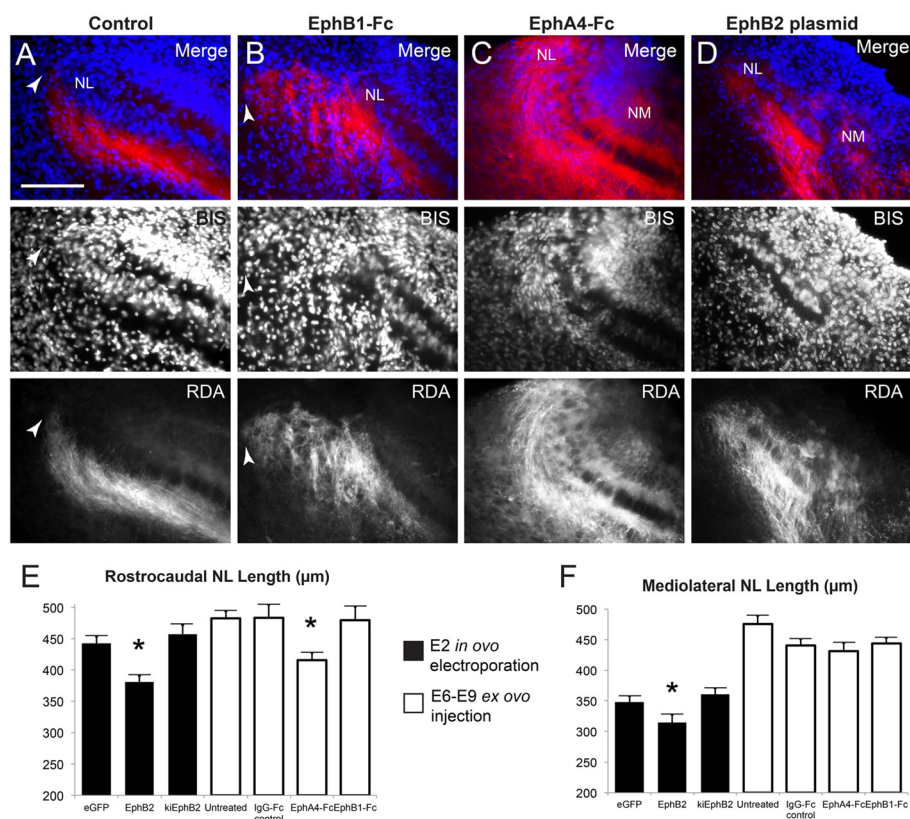 Control
EphB1-Fc
EphA4-Fc
EphB2 plasmid
A
Merge
NL
B
Merge
NL
C
Merge
NL
NM
D
Merge
NL
NM
BIS
BIS
BIS
BIS
RDA
RDA
RDA
RDA
E
Rostrocaudal NL Length (µm)
500
450
400
350
300
250
200
*
*
eGFP
EphB2
kiEphB2
Untreated
IgG-Fc
control
EphA4-Fc
EphB1-Fc
E2 in ovo
electroporation
E6-E9 ex ovo
injection
F
Mediolateral NL Length (µm)
500
450
400
350
300
250
200
*
eGFP
EphB2
kiEphB2
Untreated
IgG-Fc
control
EphA4-Fc
EphB1-Fc